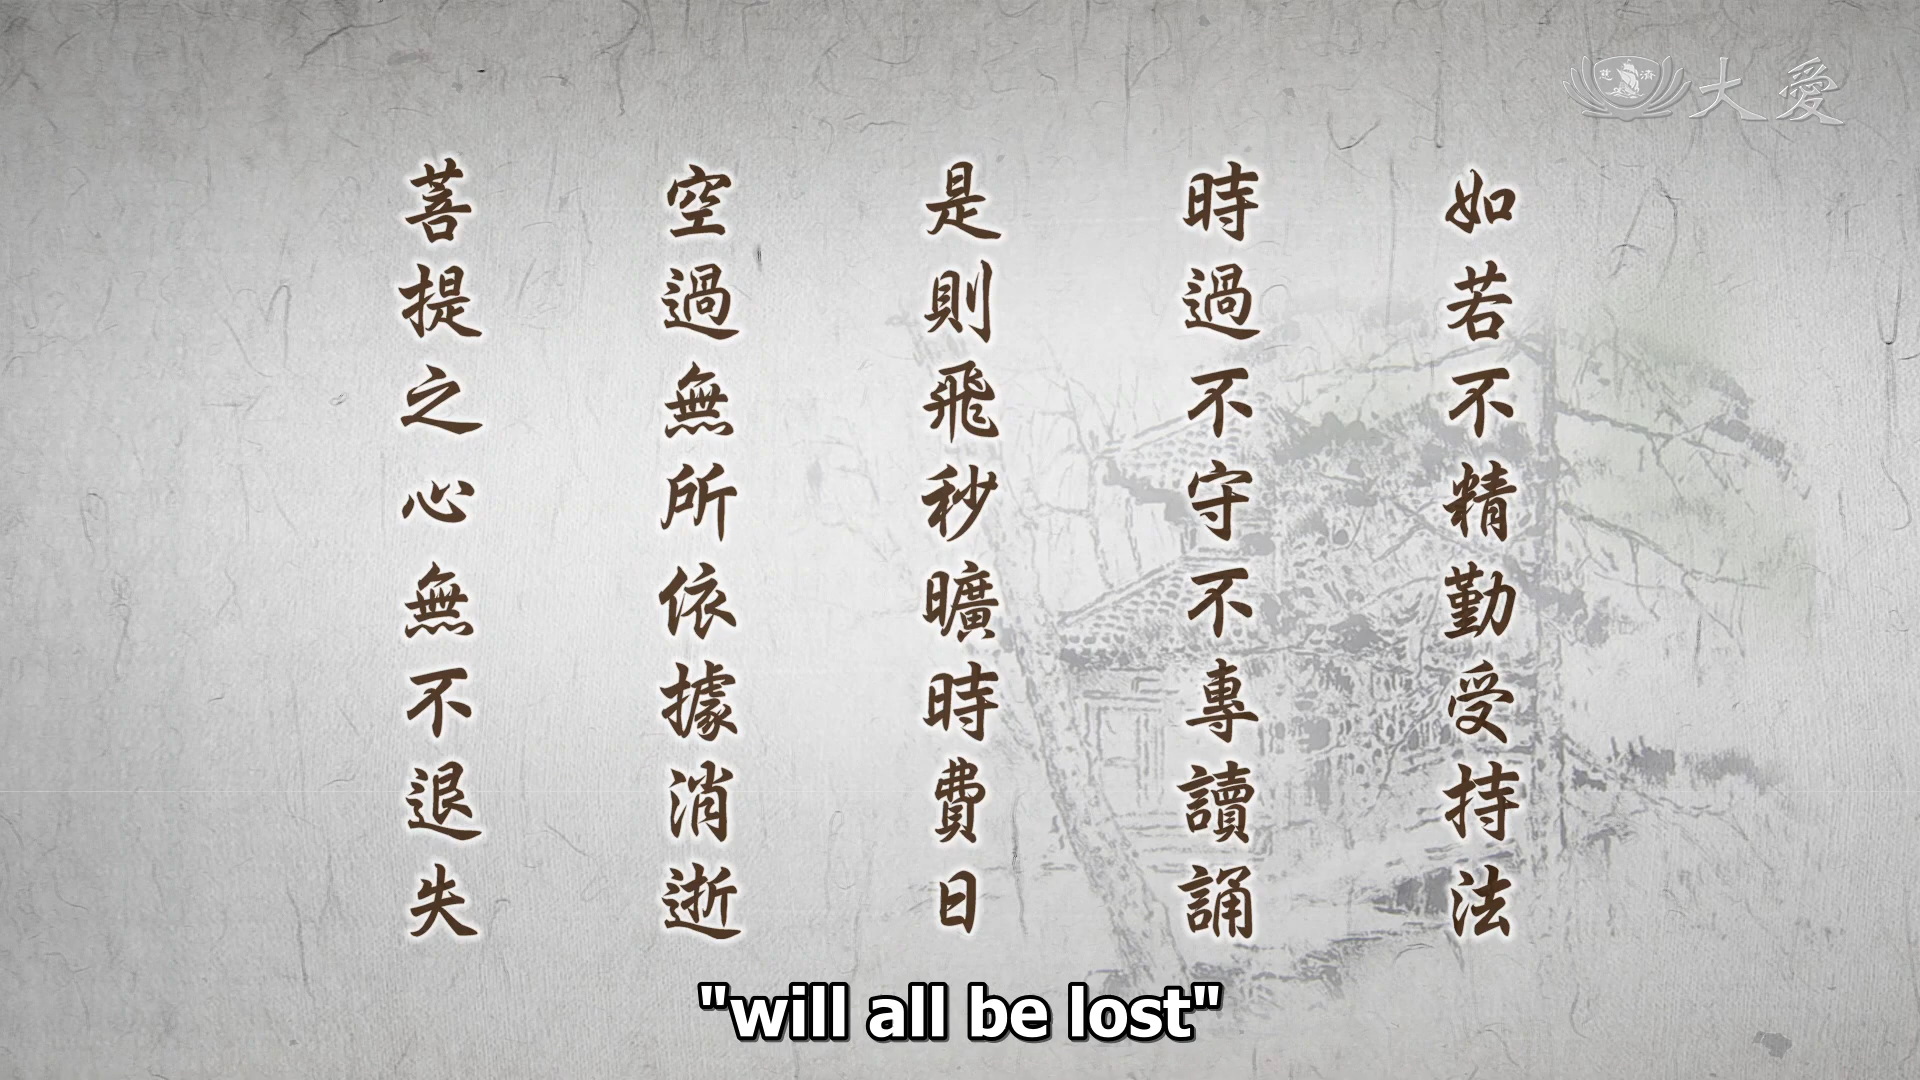 慈濟
大愛
如若不精勤受持法
時過不守不專讀誦
是則飛秒曠時費日
空過無所依據消逝
菩提之心無不退失
"will all be lost"